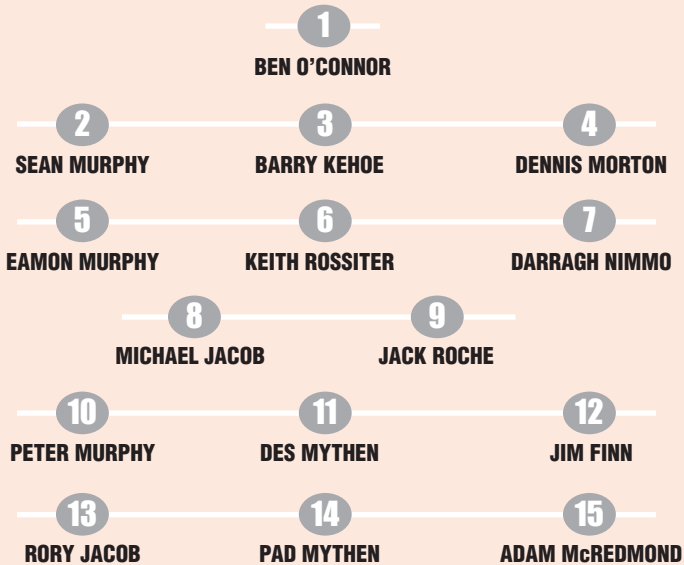 1
BEN O’CONNOR
2 3 4
SEAN MURPHY BARRY KEHOE DENNIS MORTON
5 6 7
EAMON MURPHY KEITH ROSSITER DARRAGH NIMMO
8 9
MICHAEL JACOB JACK ROCHE
10 11 12
PETER MURPHY DES MYTHEN JIM FINN
13 14 15
RORY JACOB PAD MYTHEN ADAM McREDMOND